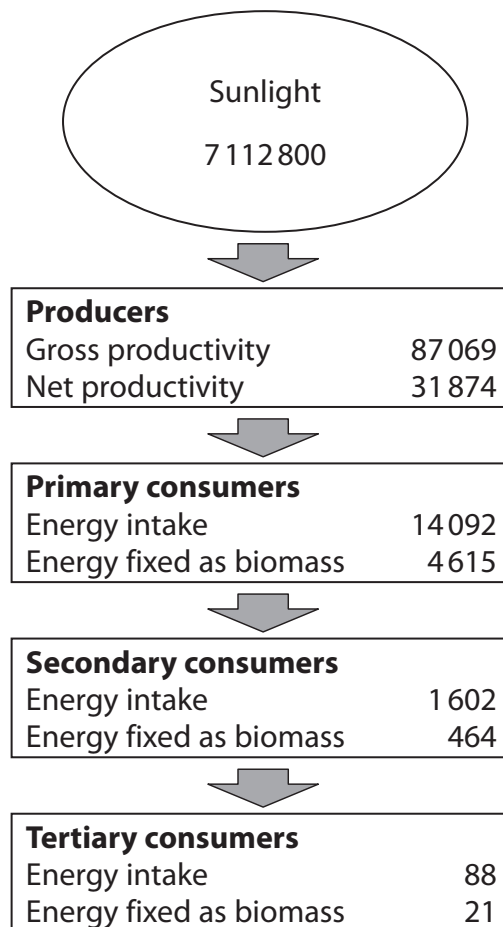 Sunlight
7 112 800
Producers
Gross productivity 87 069
Net productivity 31 874
Primary consumers
Energy intake 14 092
Energy fixed as biomass 4 615
Secondary consumers
Energy intake 1 602
Energy fixed as biomass 464
Tertiary consumers
Energy intake 88
Energy fixed as biomass 21